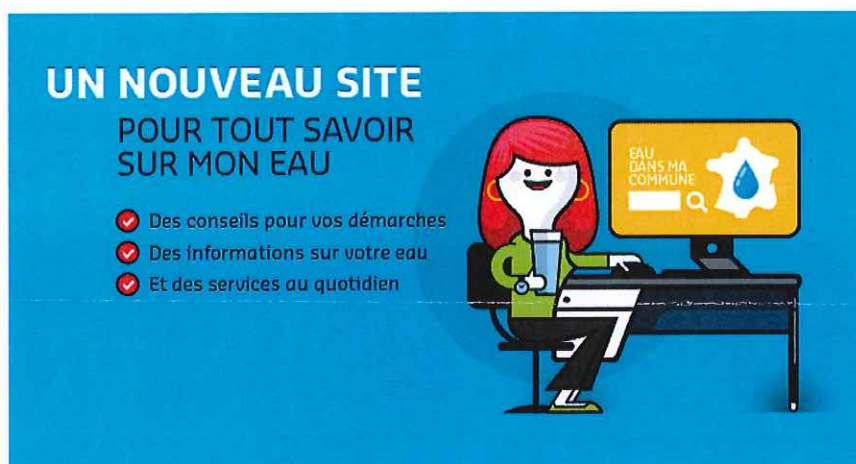 UN NOUVEAU SITE
POUR TOUT SAVOIR
SUR MON EAU
Des conseils pour vos démarches
Des informations sur votre eau
Et des services au quotidien
EAU
DANS MA
COMMUNE